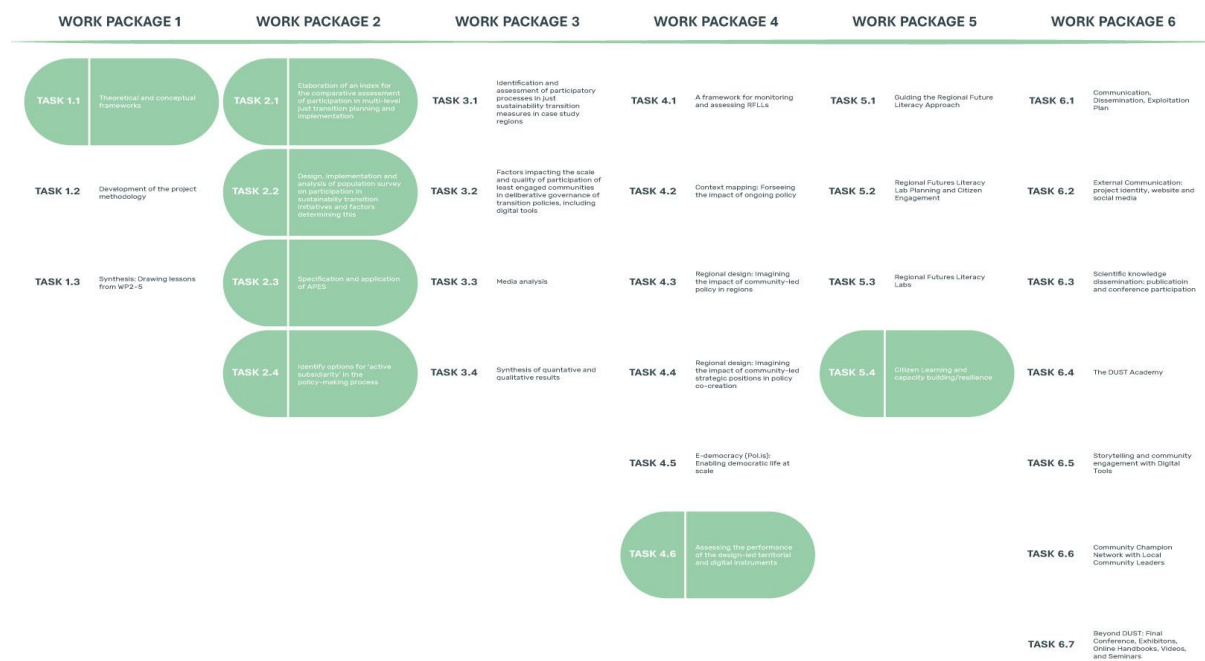 WORK PACKAGE 1
WORK PACKAGE 2
WORK PACKAGE 3
WORK PACKAGE 4
WORK PACKAGE 5
WORK PACKAGE 6
TASK 1.1
Theoretical and conceptual
frameworks
TASK 1.2
Development of the project
methodology
TASK 1.3
Synthesis: Drawing lessons
from WP2-5
TASK 2.1
Elaboration of an index for
the comparative assessment
of participation in multi-level
just transition planning and
implementation
TASK 2.2
Design, implementation and
analysis of population survey
on participation in
sustainablity transition
initiatives and factors
determining this
TASK 2.3
Specification and application
of APES
TASK 2.4
Identify options for 'active
subsidiarity' in the
policy-making process
TASK 3.1
Identification and
assessment of participatory
processes in just
sustainability transition
measures in case study
regions
TASK 3.2
Factors impacting the scale
and quality of participation of
least engaged communities
in deliberative governance of
transition policies, including
digital tools
TASK 3.3
Media analysis
TASK 3.4
Synthesis of quantative and
qualitative results
TASK 4.1
A framework for monitoring
and assessing RFLLs
TASK 4.2
Context mapping: Forseeing
the impact of ongoing policy
TASK 4.3
Regional design: Imagining
the impact of community-led
policy in regions
TASK 4.4
Regional design: Imagining
the impact of community-led
strategic positions in policy
co-creation
TASK 4.5
E-democracy (Pol.is):
Enabling democratic life at
scale
TASK 4.6
Assessing the performance
of the design-led territorial
and digital instruments
TASK 5.1
Guiding the Regional Future
Literacy Approach
TASK 5.2
Regional Futures Literacy
Lab Planning and Citizen
Engagement
TASK 5.3
Regional Futures Literacy
Labs
TASK 5.4
Citizen Learning and
capacity building/resilience
TASK 6.1
Communication,
Dissemination, Exploitation
Plan
TASK 6.2
External Communication:
project identity, website and
social media
TASK 6.3
Scientific knowledge
dissemination: publicatioin
and conference participation
TASK 6.4
The DUST Academy
TASK 6.5
Storytelling and community
engagement with Digital
Tools
TASK 6.6
Community Champion
Network with Local
Community Leaders
TASK 6.7
Beyond DUST: Final
Conference, Exhibitons,
Online Handbooks, Videos,
and Seminars